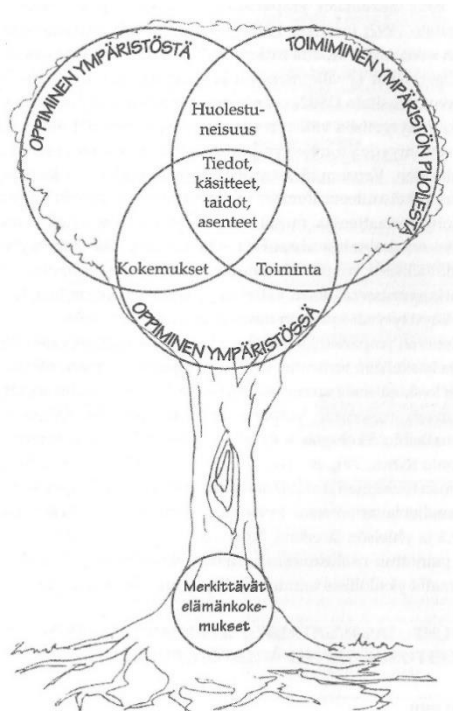 OPPIMINEN YMPÄRISTÖSTÄ
TOIMIMINEN YMPÄRISTÖN PUOLESTA
Huolestu-
neisuus
Tiedot,
käsitteet,
taidot,
asenteet
Kokemukset
Toiminta
OPPIMINEN YMPÄRISTÖSSÄ
Merkittävät
elämänkoke-
mukset